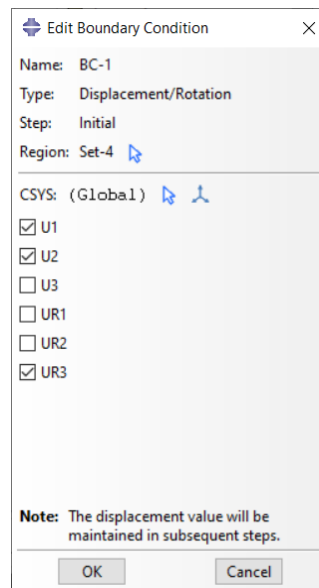 Edit Boundary Condition
Name: BC-1
Type: Displacement/Rotation
Step: Initial
Region: Set-4
CSYS: (Global)
U1
U2
U3
UR1
UR2
UR3
Note: The displacement value will be
maintained in subsequent steps.
OK Cancel